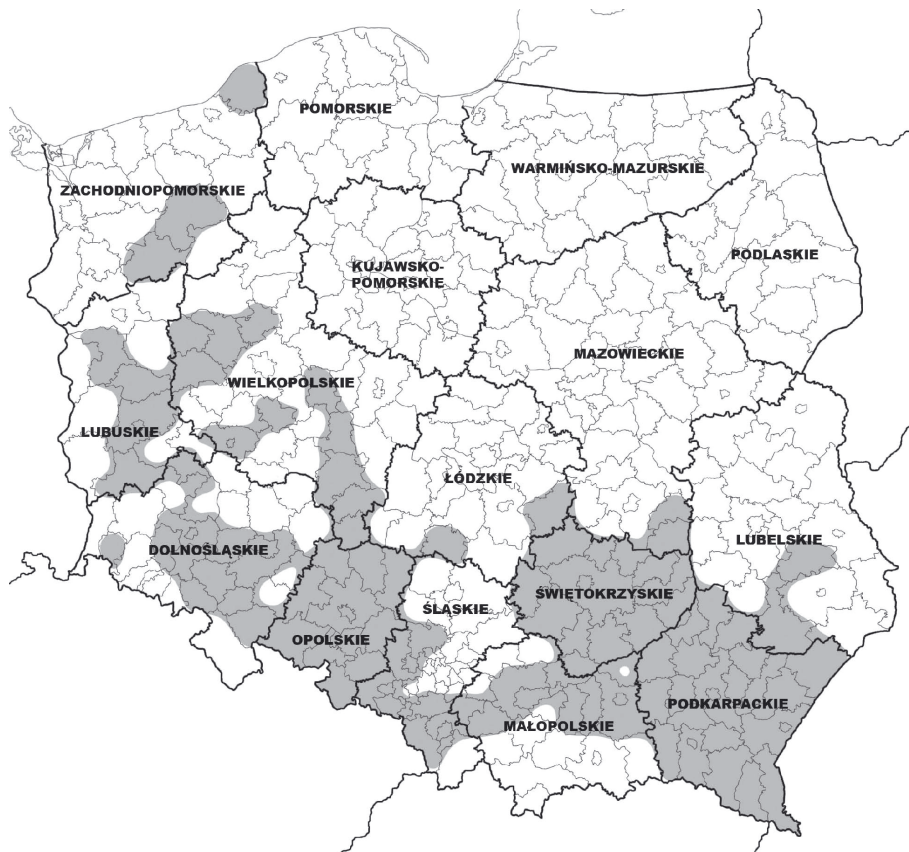 POMORSKIE
WARMIŃSKO-MAZURSKIE
ZACHODNIOPOMORSKIE
PODLASKIE
KUJAWSKO-
POMORSKIE
MAZOWIECKIE
WIELKOPOLSKIE
LUBUSKIE
ŁÓDZKIE
LUBELSKIE
DOLNOŚLĄSKIE
ŚWIĘTOKRZYSKIE
ŚLĄSKIE
OPOLSKIE
PODKARPACKIE
MAŁOPOLSKIE